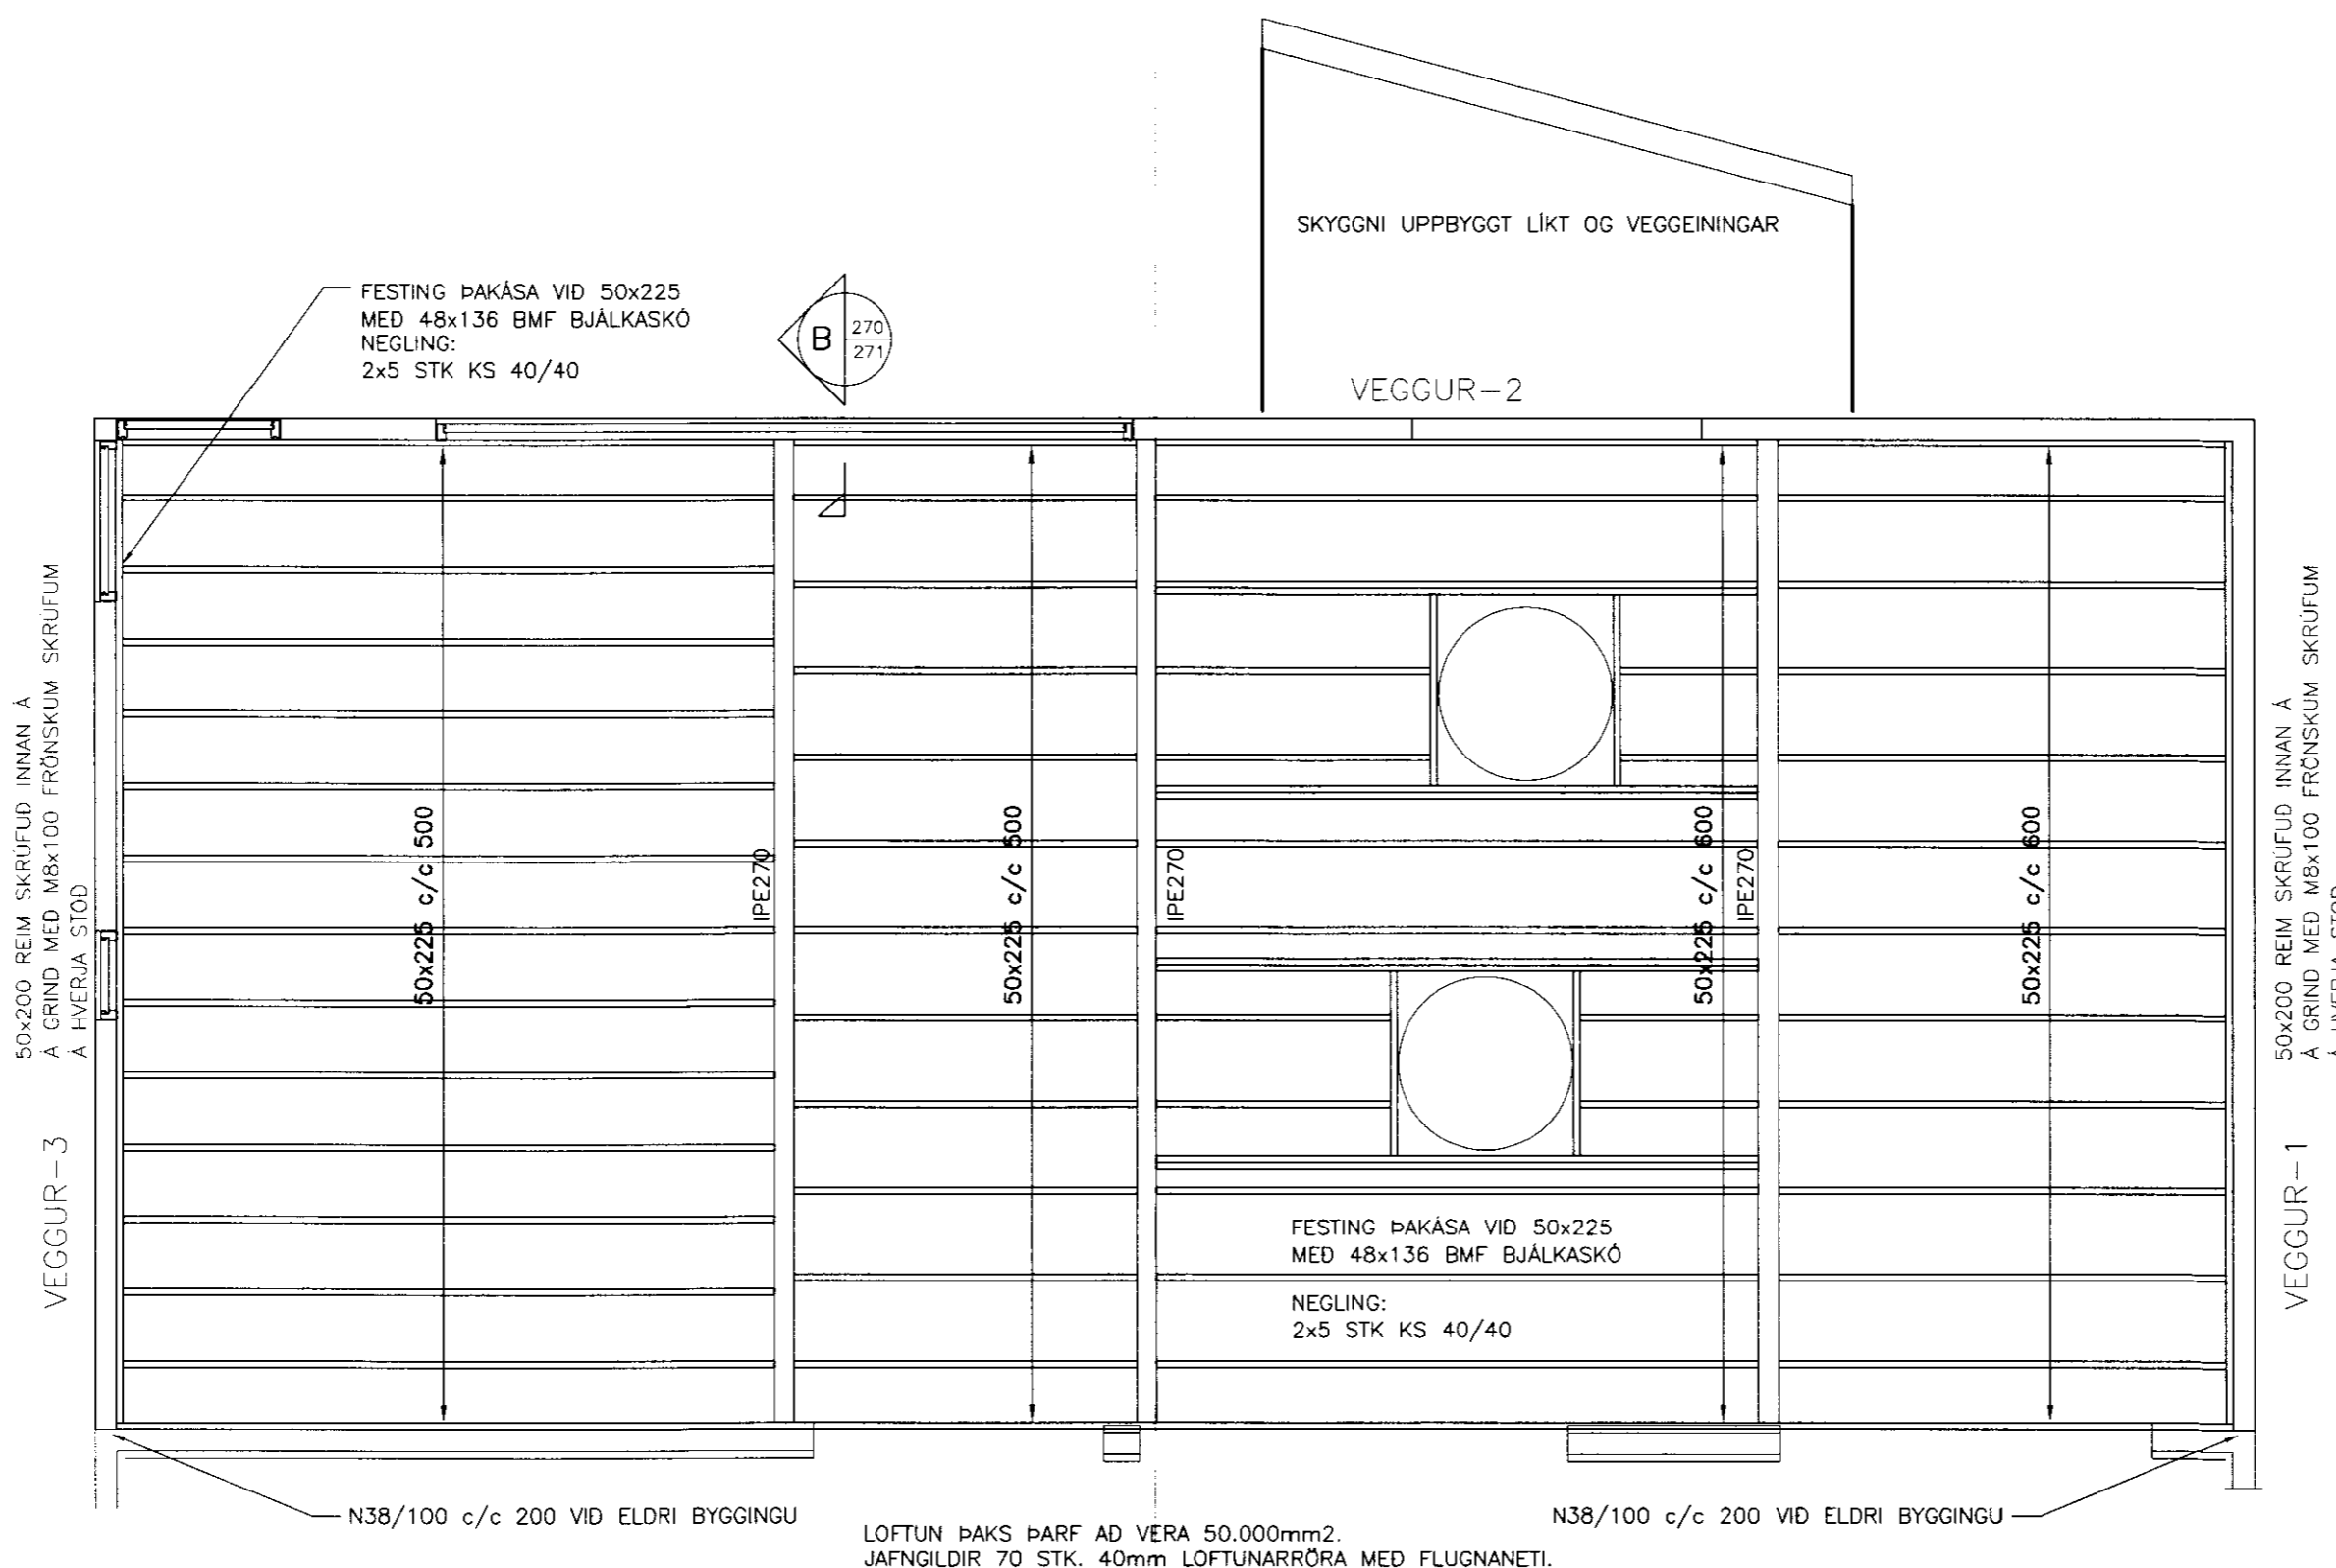 SKYGGNI UPPBYGGT LÍKT OG VEGGEININGAR
FESTING ÞAKÁSA VIÐ 50x225
MEÐ 48x136 BMF BJÁLKASKÓ
NEGLING:
2x5 STK KS 40/40
B
270
271
VEGGUR-2
50x200 REIM SKRÚFUÐ INNAN Á
Á GRIND MEÐ M8x100 FRÖNSKUM SKRÚFUM
Á HVERJA STOÐ
VEGGUR-3
50x225 c/c 500
IPE270
50x225 c/c 600
IPE270
50x225 c/c 600
IPE270
50x225 c/c 600
50x200 REIM SKRÚFUÐ INNAN Á
Á GRIND MEÐ M8x100 FRÖNSKUM SKRÚFUM
VEGGUR-1
FESTING ÞAKÁSA VIÐ 50x225
MEÐ 48x136 BMF BJÁLKASKÓ
NEGLING:
2x5 STK KS 40/40
N38/100 c/c 200 VIÐ ELDRI BYGGINGU
N38/100 c/c 200 VIÐ ELDRI BYGGINGU
LOFTUN ÞAKS ÞARF AÐ VERA 50.000mm2.
JAFNGILDIR 70 STK. 40mm LOFTUNARRÖRA MEÐ FLUGNANETI.